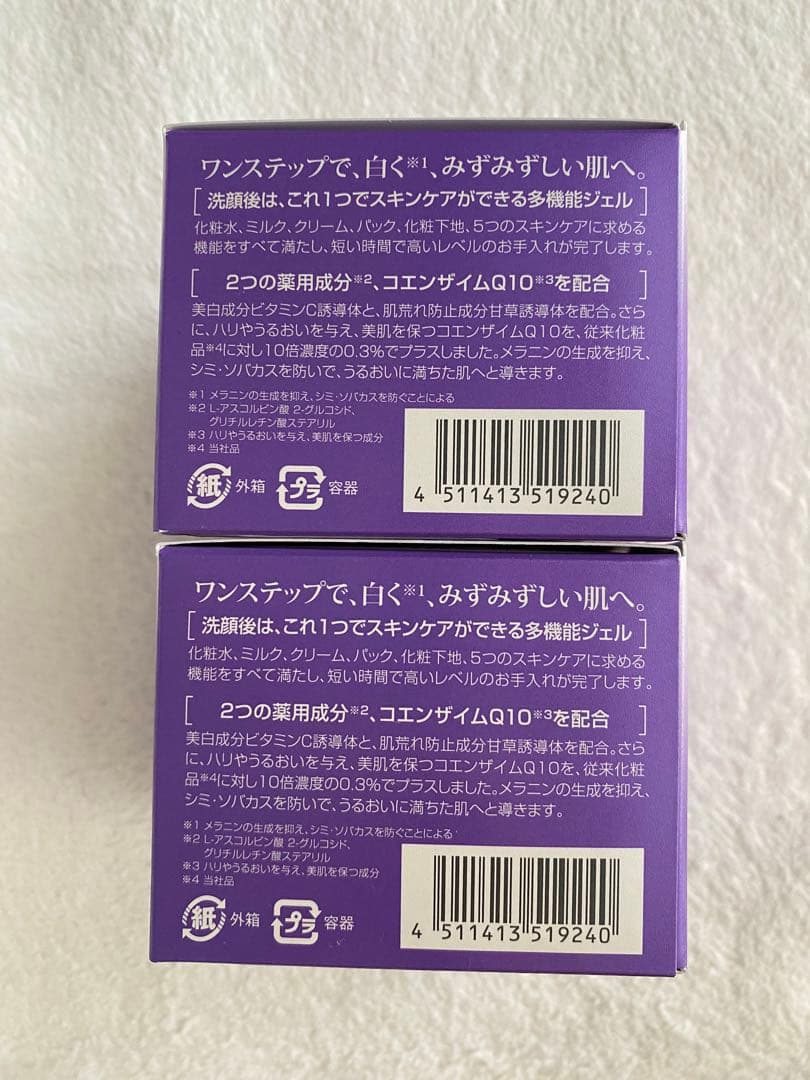 ワンステップで、白く※1、みずみずしい肌へ。
洗顔後は、これ1つでスキンケアができる多機能ジェル
化粧水、ミルク、クリーム、パック、化粧下地、5つのスキンケアに求める
機能をすべて満たし、短い時間で高いレベルのお手入れが完了します。
2つの薬用成分※2、コエンザイムQ10※3を配合
美白成分ビタミンC誘導体と、肌荒れ防止成分甘草誘導体を配合。さら
に、ハリやうるおいを与え、美肌を保つコエンザイムQ10を、従来化粧
品※4に対し10倍濃度の0.3%でプラスしました。メラニンの生成を抑え、
シミ・ソバカスを防いで、うるおいに満ちた肌へと導きます。
※1 メラニンの生成を抑え、シミ・ソバカスを防ぐことによる
※2 L-アスコルビン酸 2-グルコシド、
グリチルレチン酸ステアリル
※3 ハリやうるおいを与え、美肌を保つ成分
※4 当社品
紙 外箱 プラ 容器
4 511413 519240
ワンステップで、白く※1、みずみずしい肌へ。
洗顔後は、これ1つでスキンケアができる多機能ジェル
化粧水、ミルク、クリーム、パック、化粧下地、5つのスキンケアに求める
機能をすべて満たし、短い時間で高いレベルのお手入れが完了します。
2つの薬用成分※2、コエンザイムQ10※3を配合
美白成分ビタミンC誘導体と、肌荒れ防止成分甘草誘導体を配合。さら
に、ハリやうるおいを与え、美肌を保つコエンザイムQ10を、従来化粧
品※4に対し10倍濃度の0.3%でプラスしました。メラニンの生成を抑え、
シミ・ソバカスを防いで、うるおいに満ちた肌へと導きます。
※1 メラニンの生成を抑え、シミ・ソバカスを防ぐことによる
※2 L-アスコルビン酸 2-グルコシド、
グリチルレチン酸ステアリル
※3 ハリやうるおいを与え、美肌を保つ成分
※4 当社品
紙 外箱 プラ 容器
4 511413 519240